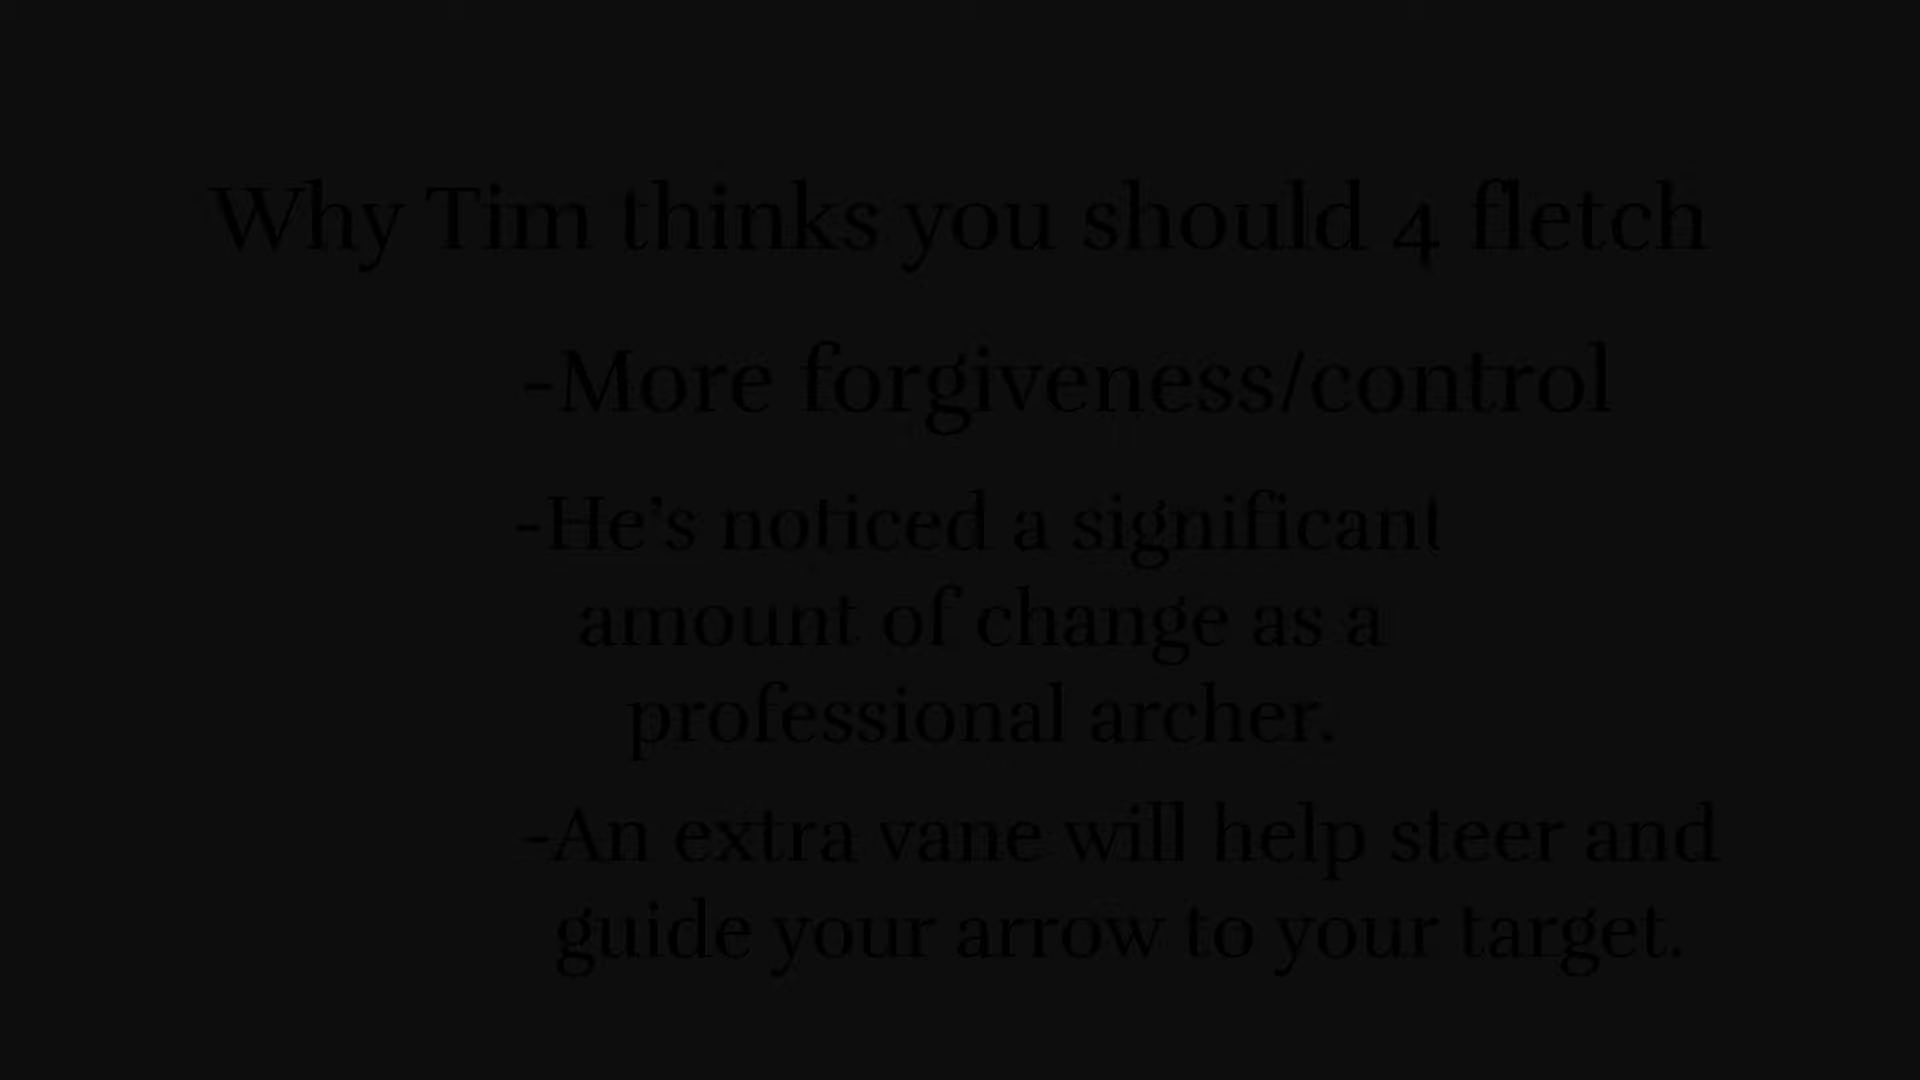 Why Tim thinks you should 4 fletch
-More forgiveness/control
-He's noticed a significant
amount of change as a
professional archer.
-An extra vane will help steer and
guide your arrow to your target.